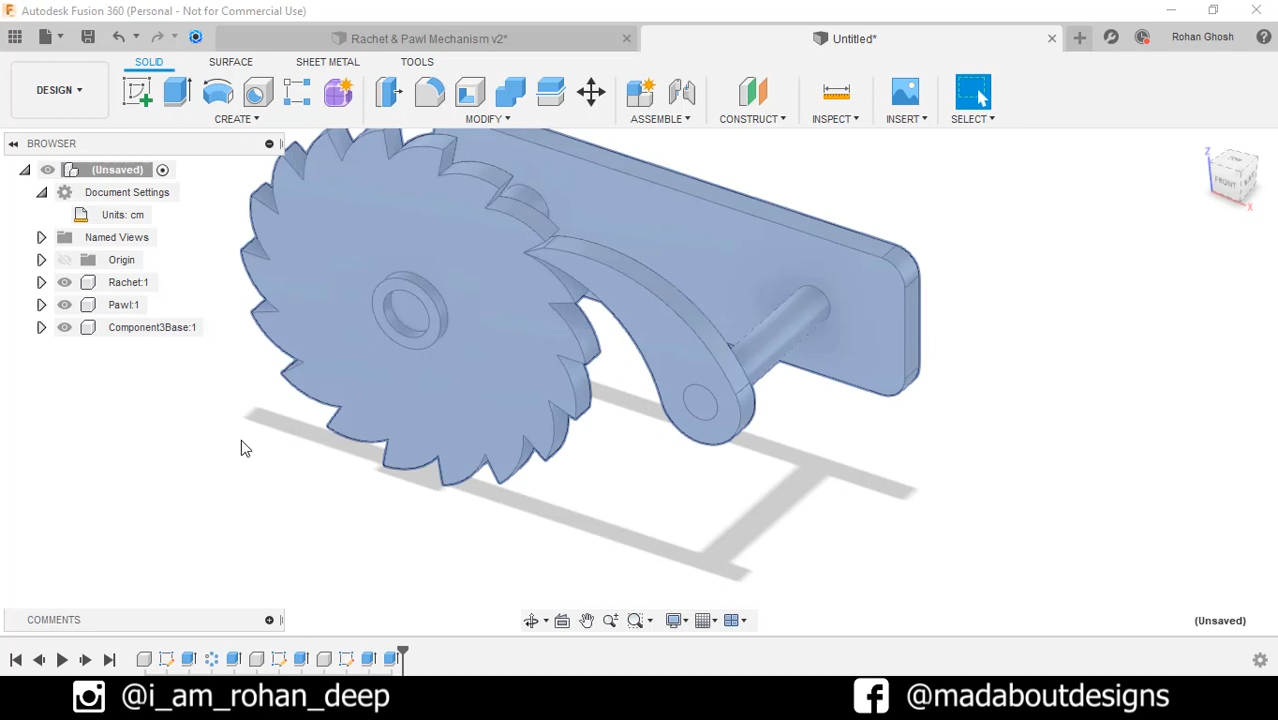 Autodesk Fusion 360 (Personal - Not for Commercial Use)
Rachet & Pawl Mechanism v2*
Untitled*
Rohan Ghosh
SOLID SURFACE SHEET METAL TOOLS
DESIGN
CREATE MODIFY ASSEMBLE CONSTRUCT INSPECT INSERT SELECT
BROWSER
(Unsaved)
Document Settings
Units: cm
Named Views
Origin
Rachet:1
Pawl:1
Component3Base:1
Z
TOP
FRONT
X
COMMENTS
(Unsaved)
@i_am_rohan_deep
@madaboutdesigns